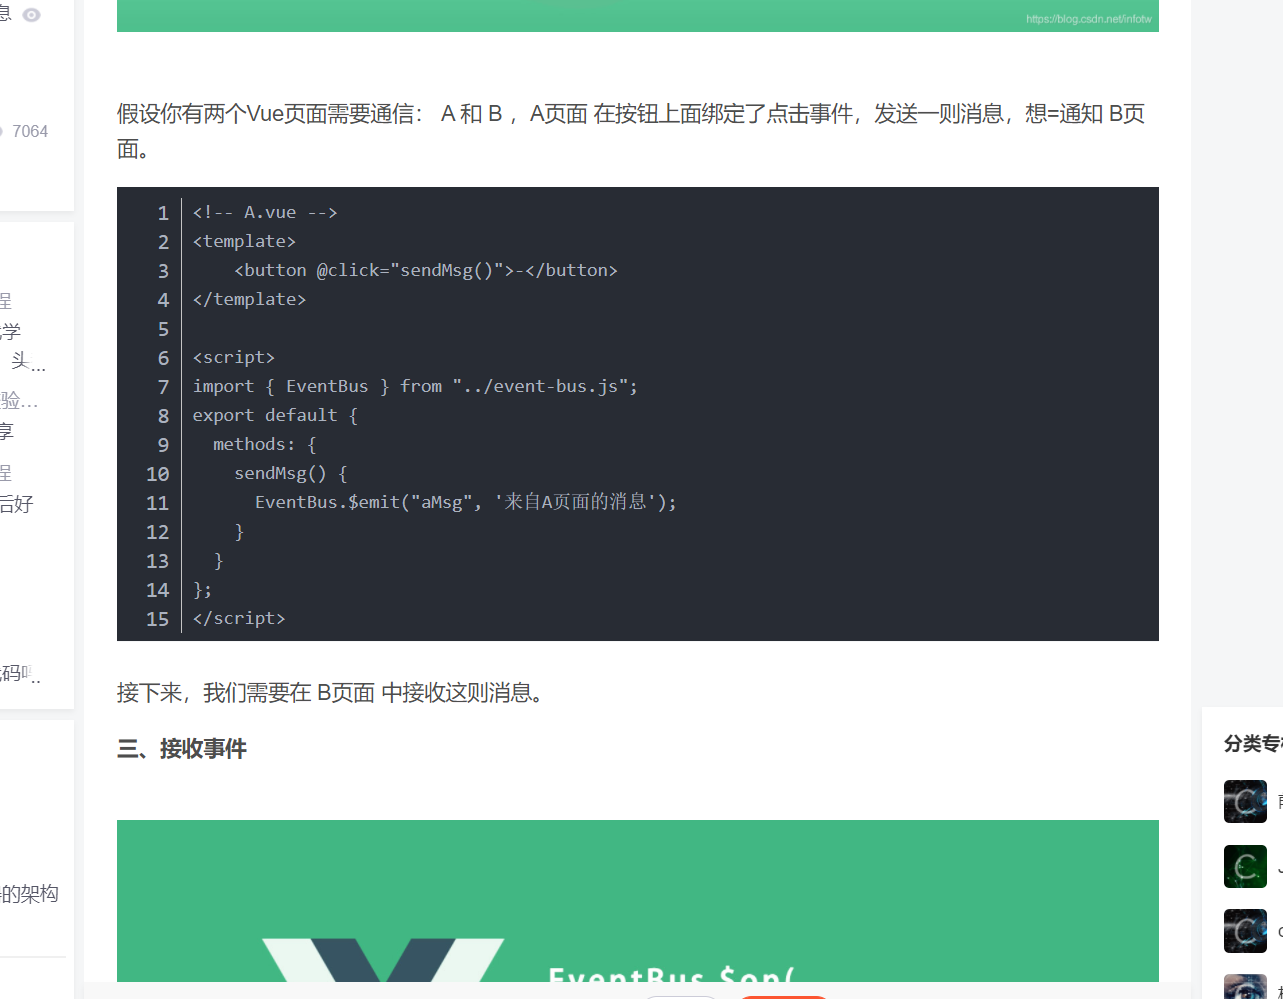 息
https://blog.csdn.net/infotw
7064
假设你有两个Vue页面需要通信： A 和 B ，A页面 在按钮上面绑定了点击事件，发送一则消息，想=通知 B页
面。
1 <!-- A.vue -->
2 <template>
3     <button @click="sendMsg()">-</button>
4 </template>
5
6 <script>
7 import { EventBus } from "../event-bus.js";
8 export default {
9   methods: {
10     sendMsg() {
11       EventBus.$emit("aMsg", '来自A页面的消息');
12     }
13   }
14 };
15 </script>
程
学
头...
验...
享
程
后好
码
的架构
接下来，我们需要在 B页面 中接收这则消息。
三、接收事件
EventBus.$on(
分类专